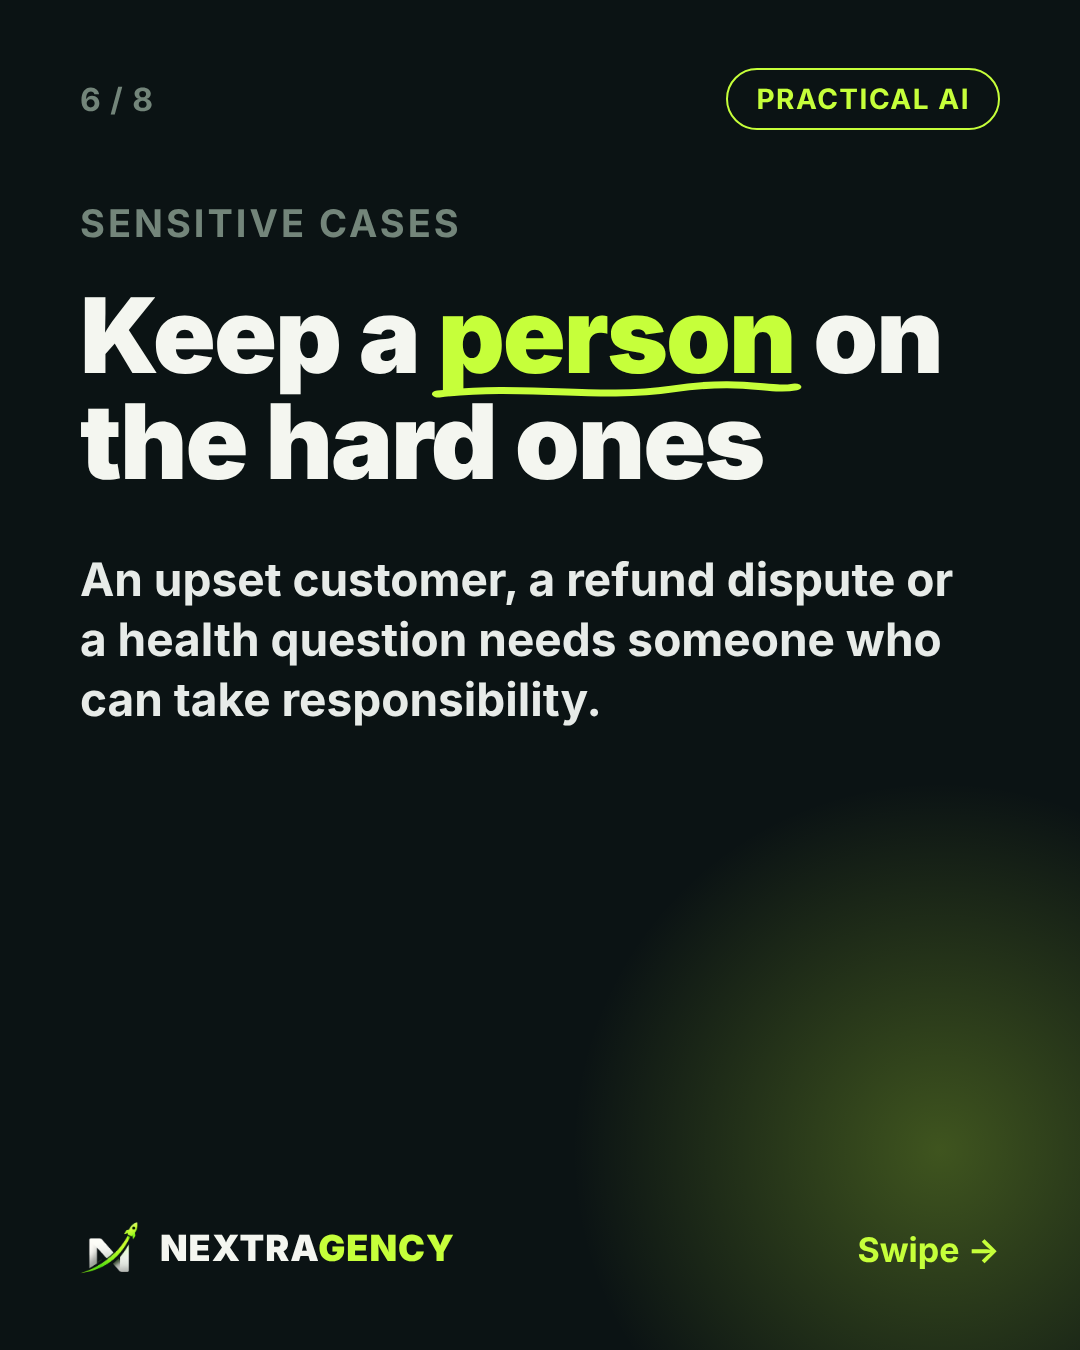 6 / 8
PRACTICAL AI
SENSITIVE CASES
Keep a person on
the hard ones
An upset customer, a refund dispute or
a health question needs someone who
can take responsibility.
NEXTRAGENCY
Swipe →